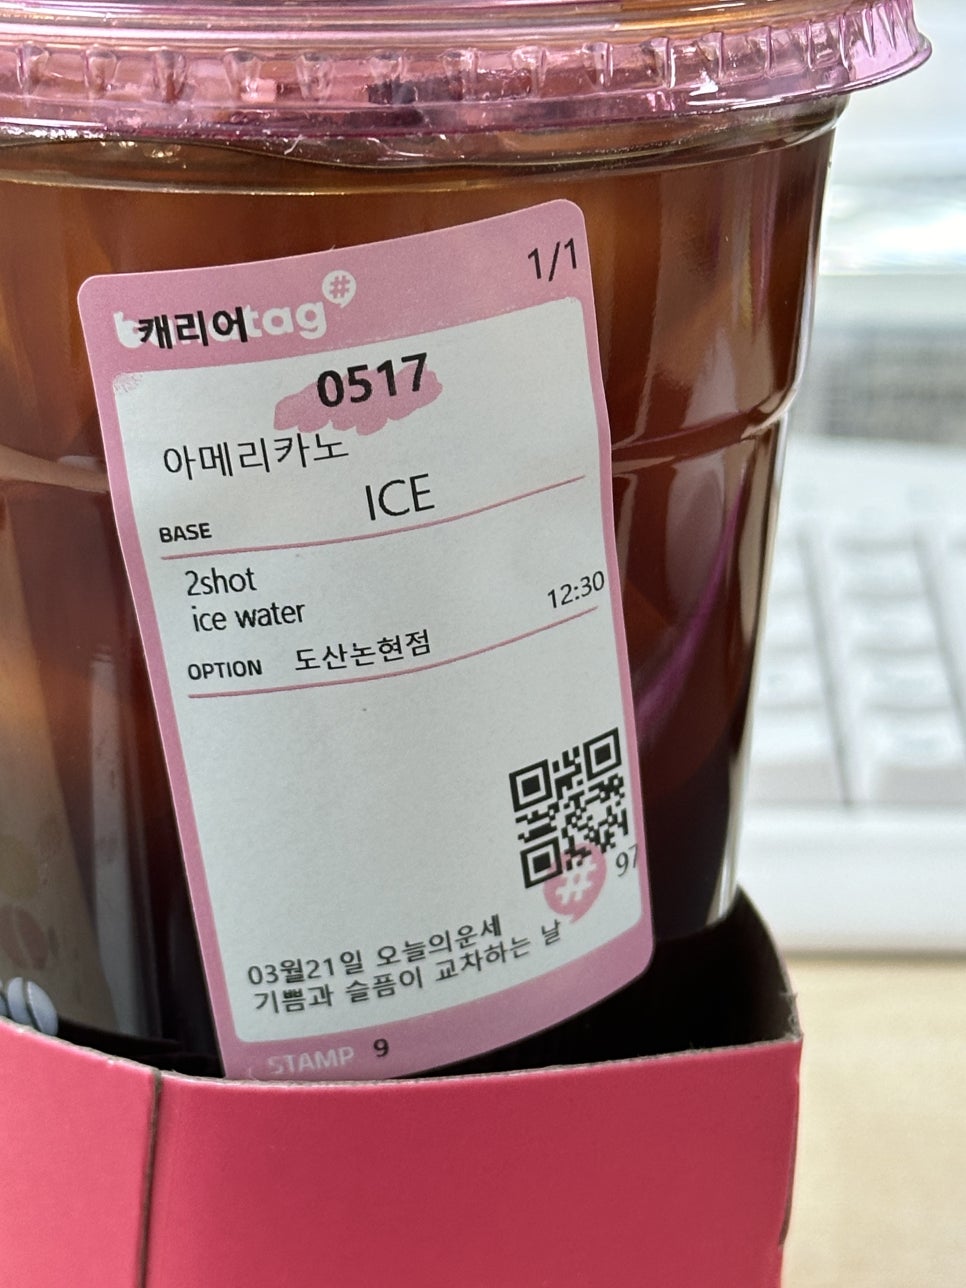 1/1
캐리어 tag #
0517
아메리카노
ICE
BASE
2shot
ice water
12:30
OPTION 도산논현점
#
97
03월21일 오늘의운세
기쁨과 슬픔이 교차하는 날
STAMP 9